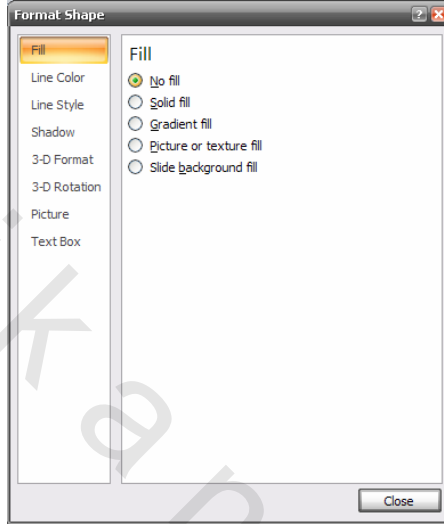 Format Shape
Fill
Line Color
Line Style
Shadow
3-D Format
3-D Rotation
Picture
Text Box
Fill
No fill
Solid fill
Gradient fill
Picture or texture fill
Slide background fill
Close